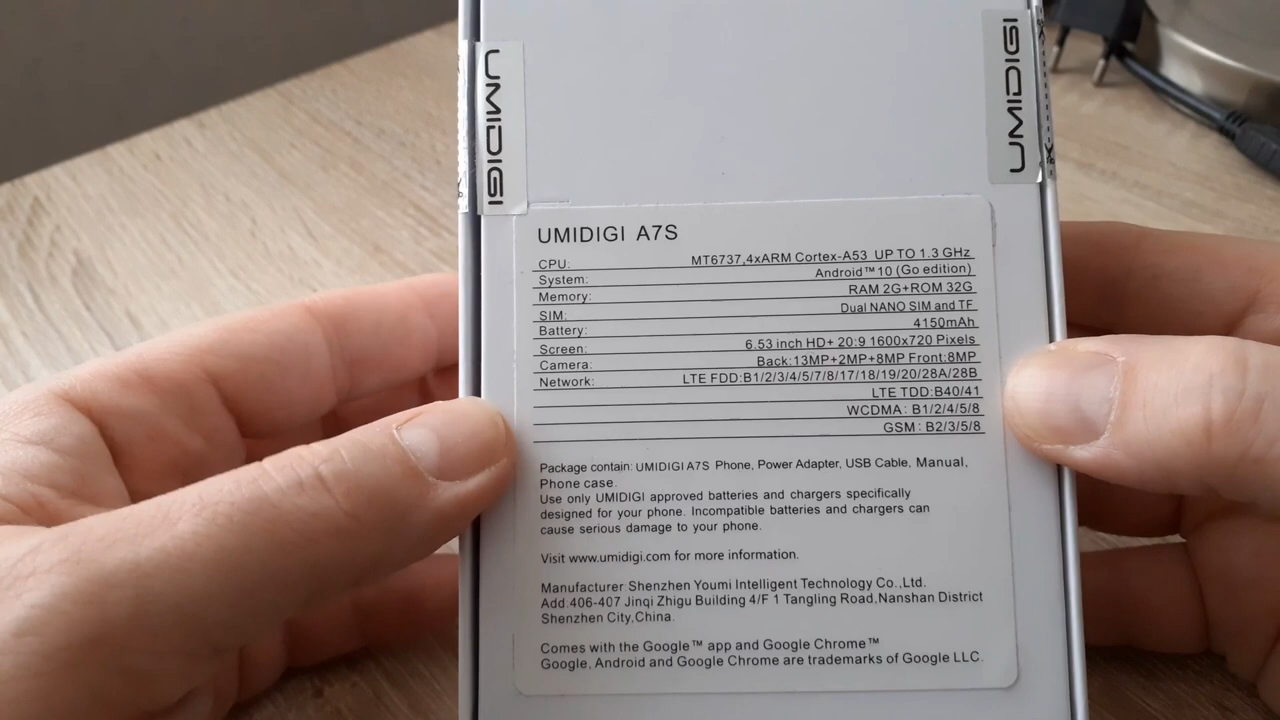 UMIDIGI
UMIDIGI
UMIDIGI A7S
CPU: MT6737,4xARM Cortex-A53 UP TO 1.3 GHz
System: Android™10 (Go edition)
Memory: RAM 2G+ROM 32G
SIM: Dual NANO SIM and TF
Battery: 4150mAh
Screen: 6.53 inch HD+ 20:9 1600x720 Pixels
Camera: Back:13MP+2MP+8MP Front:8MP
Network: LTE FDD:B1/2/3/4/5/7/8/17/18/19/20/28A/28B
LTE TDD:B40/41
WCDMA: B1/2/4/5/8
GSM: B2/3/5/8
Package contain: UMIDIGI A7S Phone, Power Adapter, USB Cable, Manual,
Phone case.
Use only UMIDIGI approved batteries and chargers specifically
designed for your phone. Incompatible batteries and chargers can
cause serious damage to your phone.
Visit www.umidigi.com for more information.
Manufacturer:Shenzhen Youmi Intelligent Technology Co.,Ltd.
Add:406-407 Jinqi Zhigu Building 4/F 1 Tangling Road,Nanshan District
Shenzhen City,China.
Comes with the Google™ app and Google Chrome™
Google, Android and Google Chrome are trademarks of Google LLC.